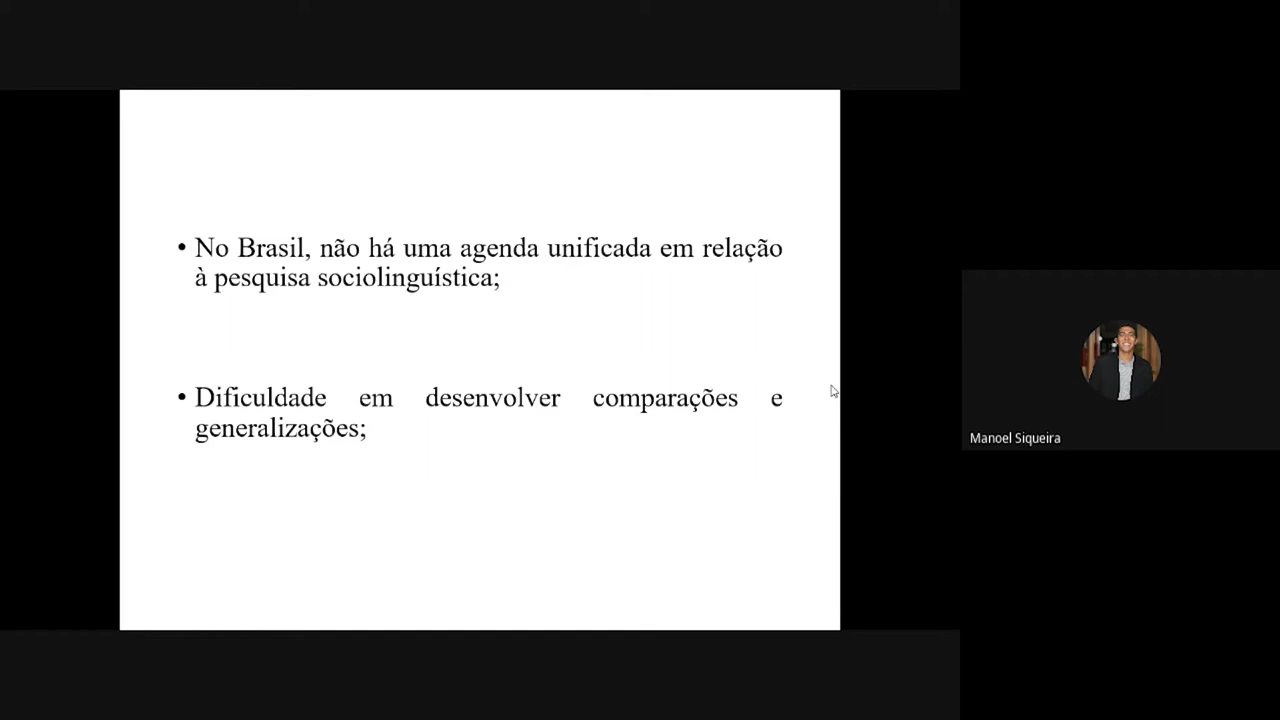 • No Brasil, não há uma agenda unificada em relação
à pesquisa sociolinguística;
• Dificuldade em desenvolver comparações e
generalizações;
Manoel Siqueira